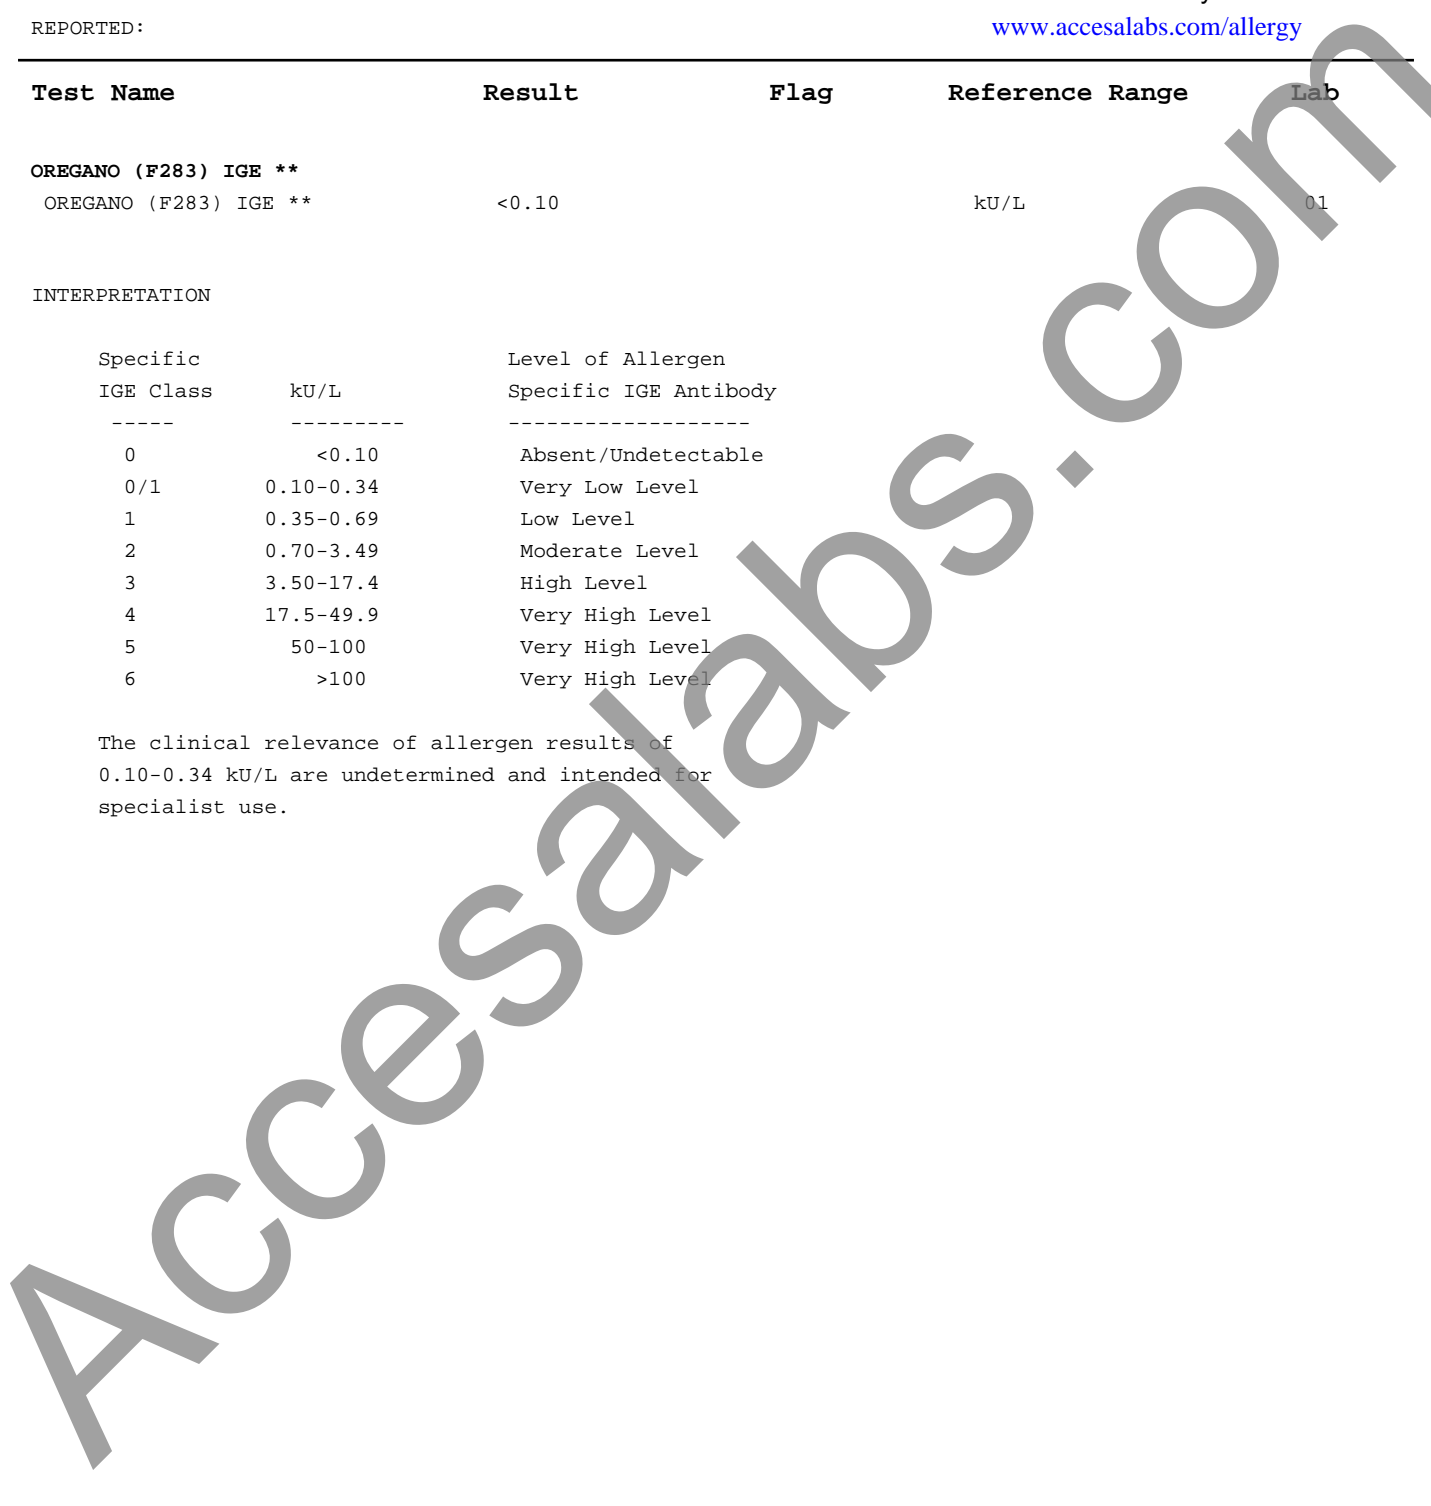 REPORTED:
www.accesalabs.com/allergy
Test Name Result Flag Reference Range Lab
OREGANO (F283) IGE **
OREGANO (F283) IGE ** <0.10 kU/L 01
INTERPRETATION
Specific Level of Allergen
IGE Class kU/L Specific IGE Antibody
----- --------- -------------------
0 <0.10 Absent/Undetectable
0/1 0.10-0.34 Very Low Level
1 0.35-0.69 Low Level
2 0.70-3.49 Moderate Level
3 3.50-17.4 High Level
4 17.5-49.9 Very High Level
5 50-100 Very High Level
6 >100 Very High Level
The clinical relevance of allergen results of
0.10-0.34 kU/L are undetermined and intended for
specialist use.
Accesalabs.com